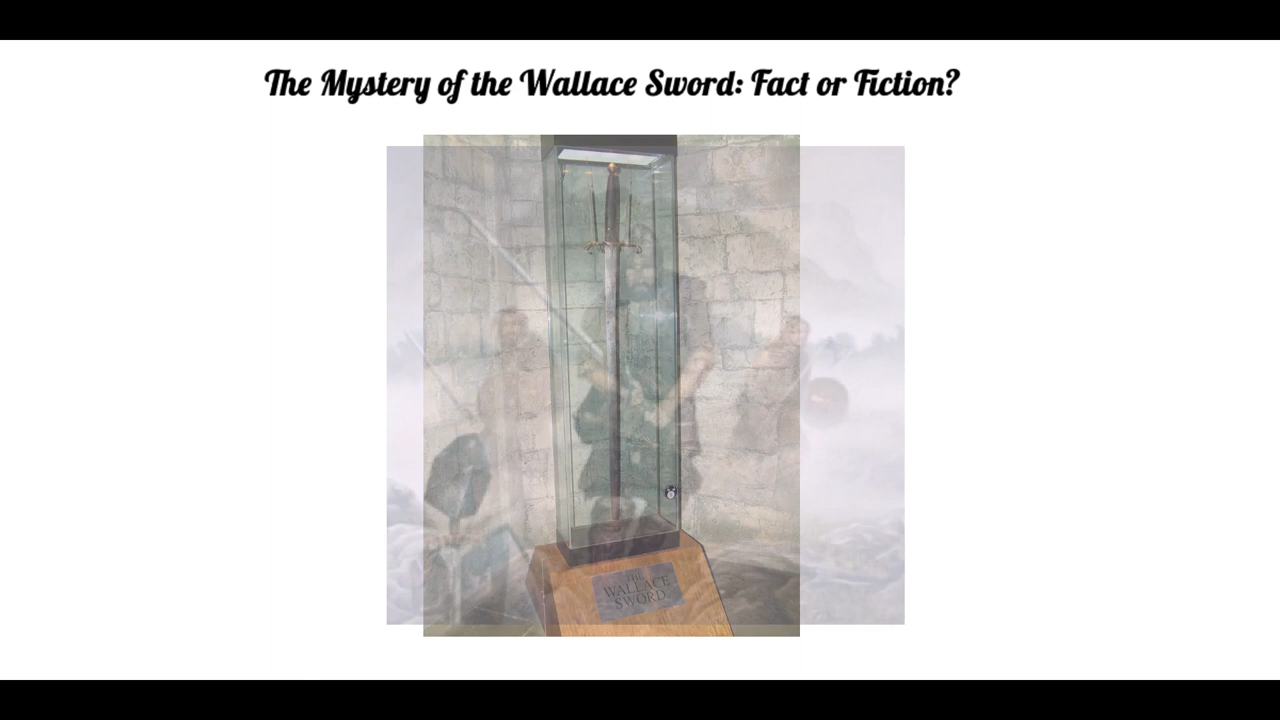 The Mystery of the Wallace Sword: Fact or Fiction?
THE
WALLACE
SWORD